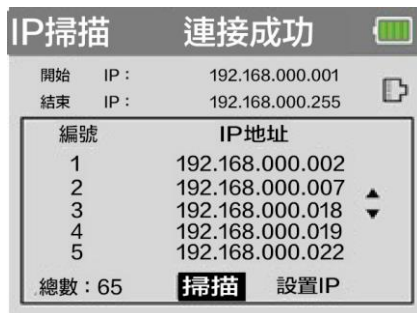 IP掃描 連接成功
開始 IP： 192.168.000.001
結束 IP： 192.168.000.255
編號 IP地址
1 192.168.000.002
2 192.168.000.007
3 192.168.000.018
4 192.168.000.019
5 192.168.000.022
總數：65 掃描 設置IP